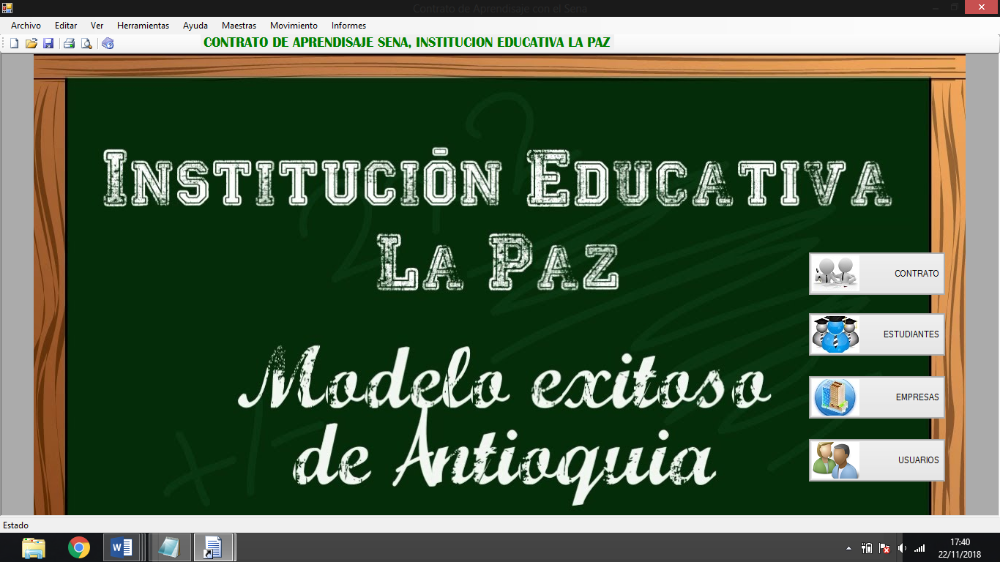 Contrato de Aprendisaje con el Sena
Archivo Editar Ver Herramientas Ayuda Maestras Movimiento Informes
CONTRATO DE APRENDISAJE SENA, INSTITUCION EDUCATIVA LA PAZ
INSTITUCIÓN EDUCATIVA
LA PAZ
Modelo exitoso
de Antioquia
CONTRATO
ESTUDIANTES
EMPRESAS
USUARIOS
Estado
17:40
22/11/2018